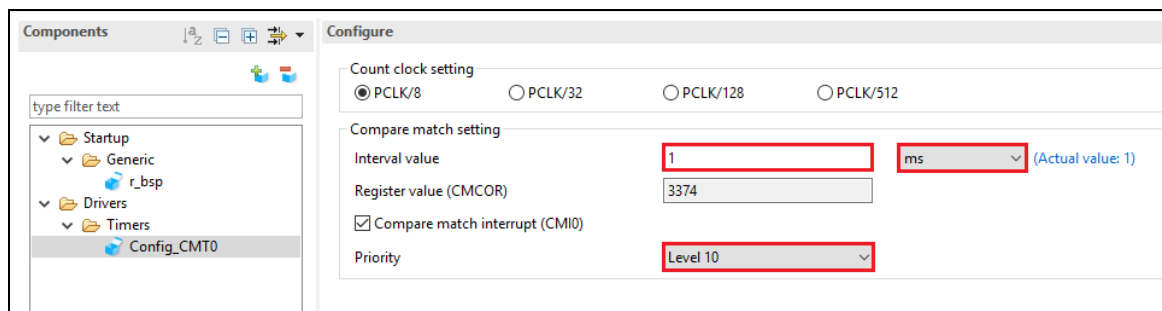 Components
Configure
type filter text
Startup
Generic
r_bsp
Drivers
Timers
Config_CMT0
Count clock setting
PCLK/8 PCLK/32 PCLK/128 PCLK/512
Compare match setting
Interval value 1 ms (Actual value: 1)
Register value (CMCOR) 3374
Compare match interrupt (CMI0)
Priority Level 10